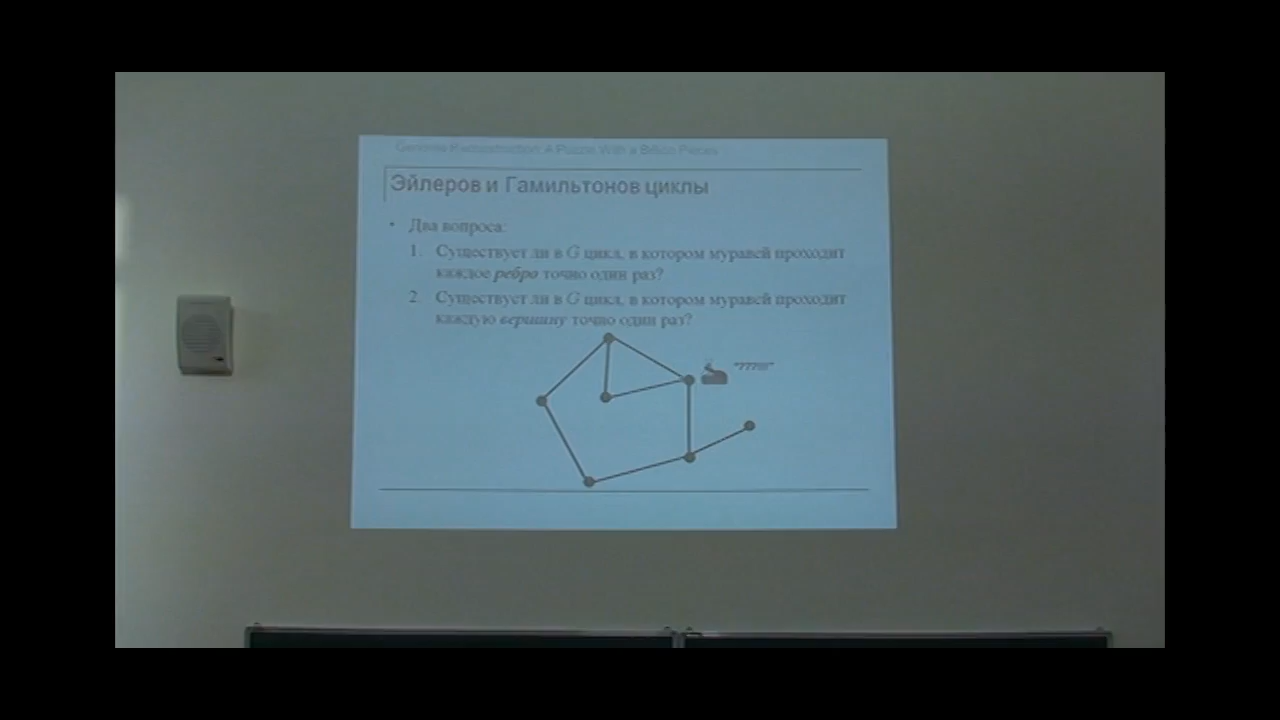 Genome Reconstruction: A Puzzle With a Billion Pieces
Эйлеров и Гамильтонов циклы
• Два вопроса:
1. Существует ли в G цикл, в котором муравей проходит
каждое ребро точно один раз?
2. Существует ли в G цикл, в котором муравей проходит
каждую вершину точно один раз?